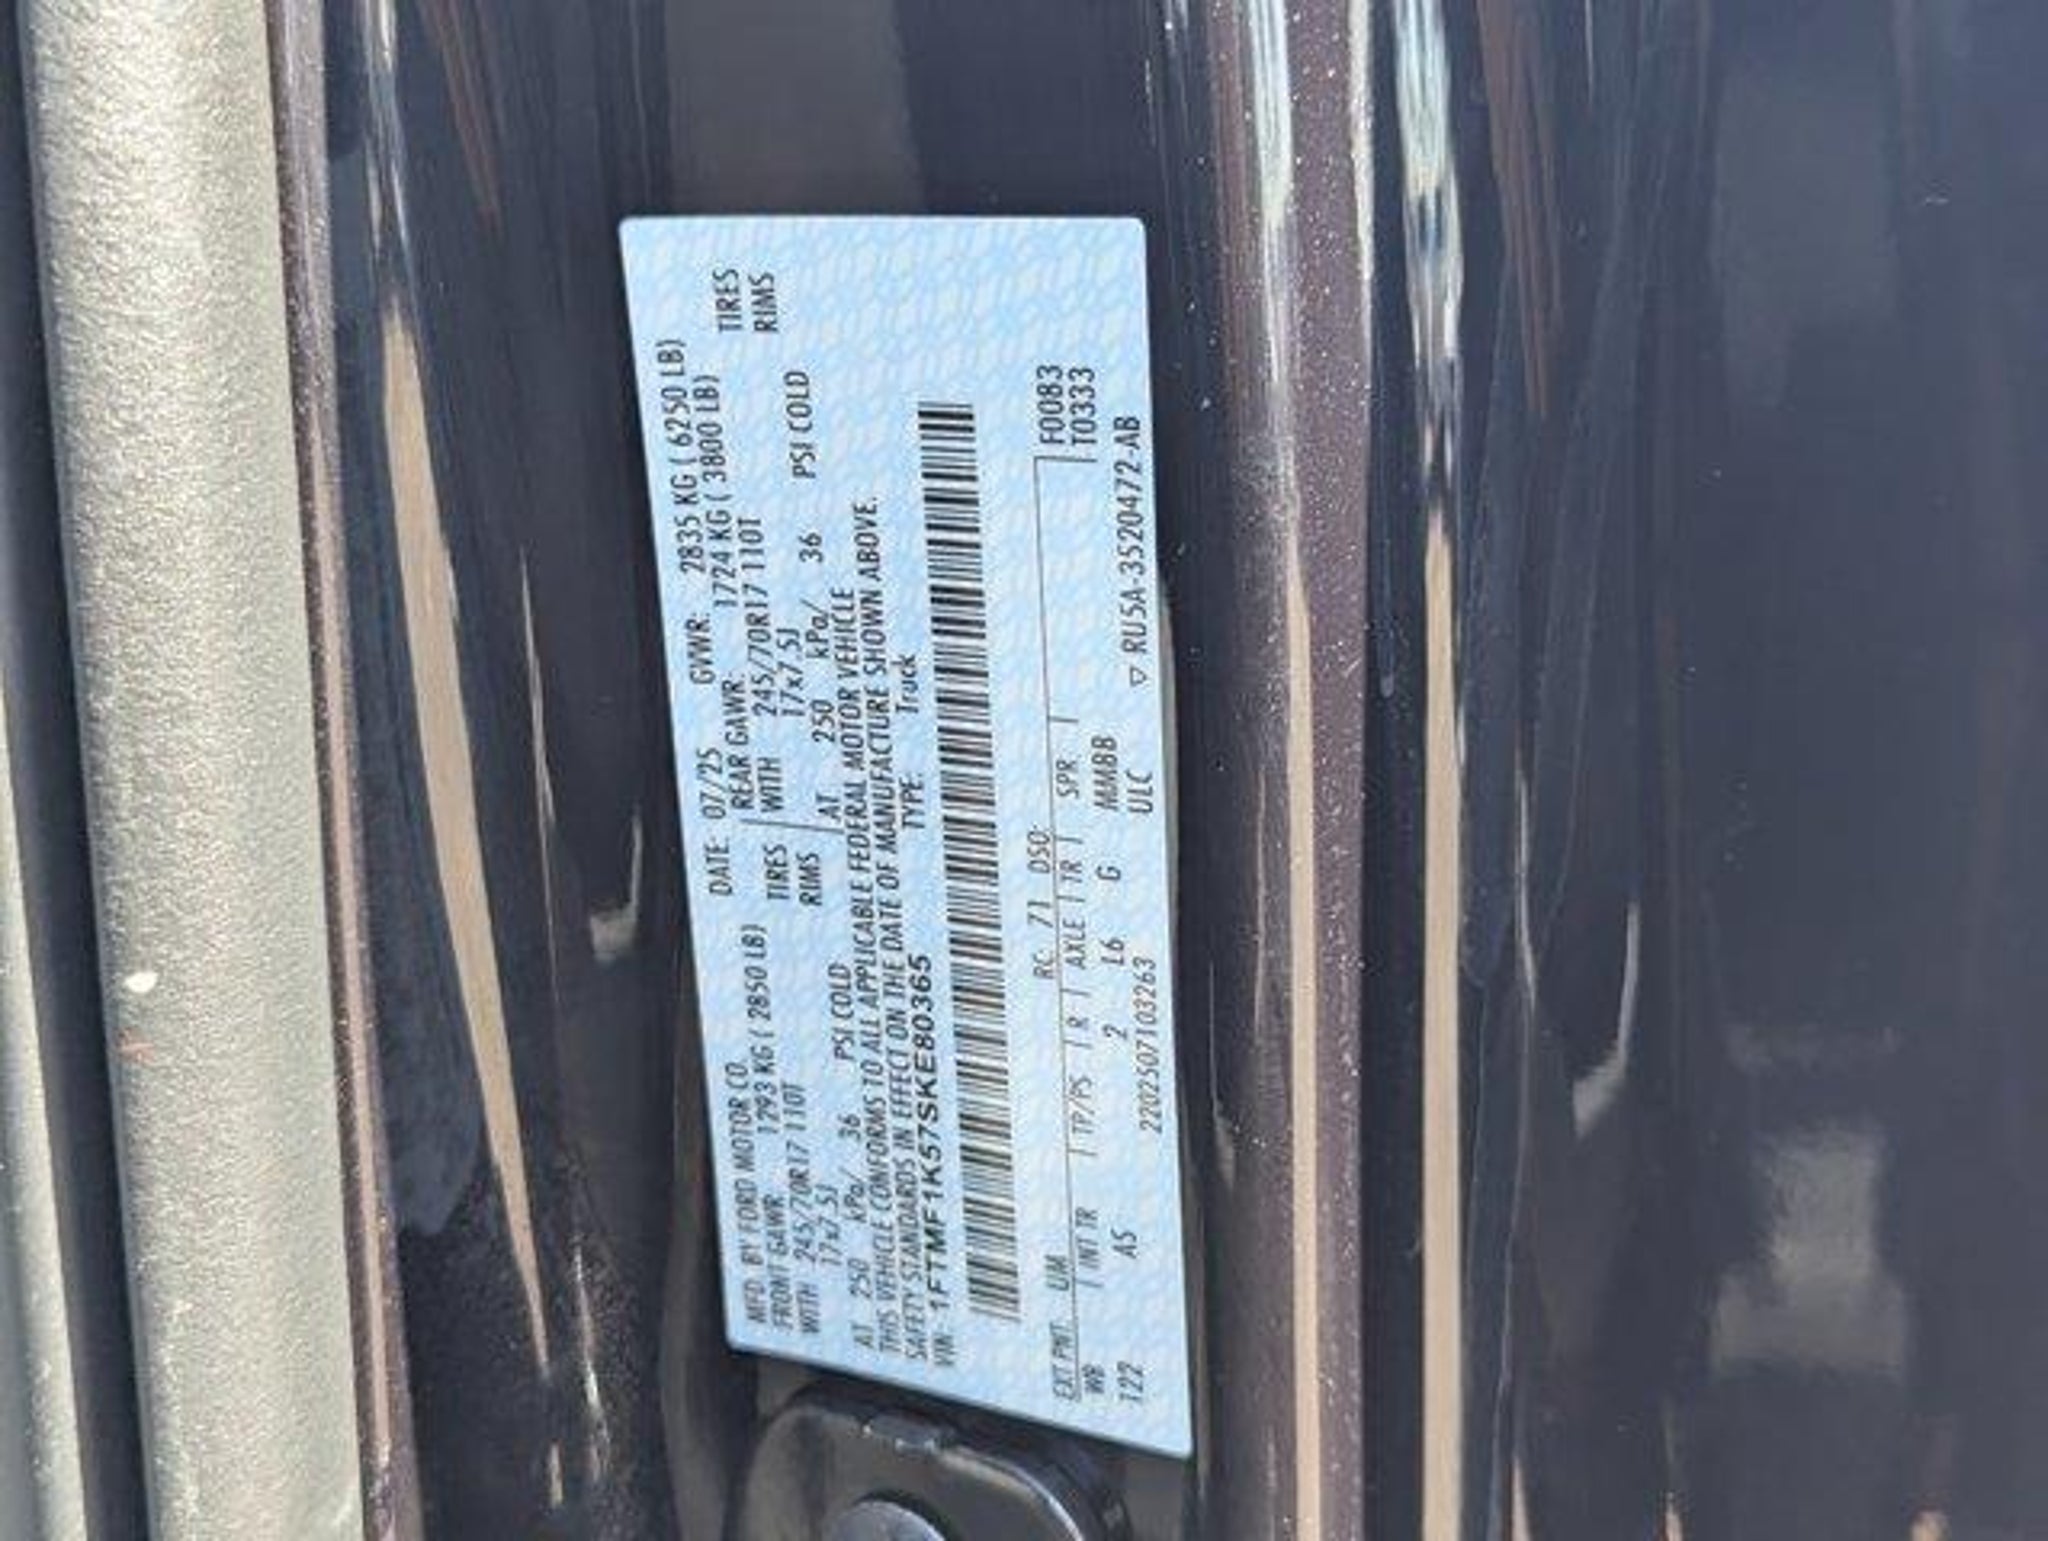 MFD. BY FORD MOTOR CO. DATE: 07/25 GVWR: 2835 KG ( 6250 LB)
FRONT GAWR: 1293 KG ( 2850 LB) REAR GAWR: 1724 KG ( 3800 LB)
WITH 245/70R17 110T TIRES WITH 245/70R17 110T TIRES
17x7.5J RIMS 17x7.5J RIMS
AT 250 kPa/ 36 PSI COLD AT 250 kPa/ 36 PSI COLD
THIS VEHICLE CONFORMS TO ALL APPLICABLE FEDERAL MOTOR VEHICLE
SAFETY STANDARDS IN EFFECT ON THE DATE OF MANUFACTURE SHOWN ABOVE.
VIN: 1FTMF1K57SKE80365 TYPE: Truck
EXT PNT: UM RC: 71 DSO: F0083
WB INT TR TP/PS R AXLE TR SPR T0333
122 AS 2 L6 G MMBB
2202507103263 ULC ▽ RU5A-3520472-AB